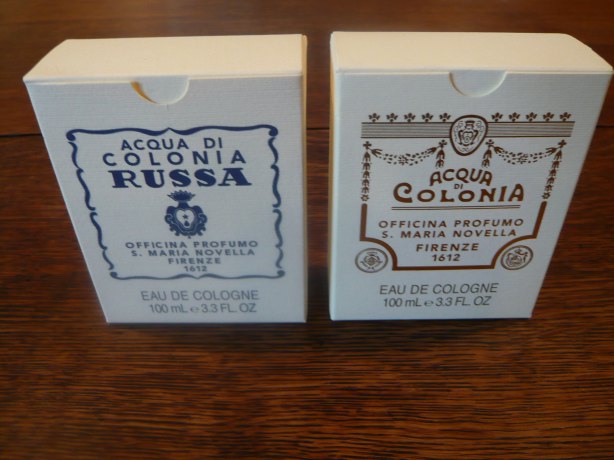 ACQUA DI
COLONIA
RUSSA
OFFICINA PROFUMO
S. MARIA NOVELLA
FIRENZE
1612
EAU DE COLOGNE
100 mL e 3.3 FL. OZ
ACQUA
DI
COLONIA
OFFICINA PROFUMO
S. MARIA NOVELLA
FIRENZE
1612
EAU DE COLOGNE
100 mL e 3.3 FL. OZ